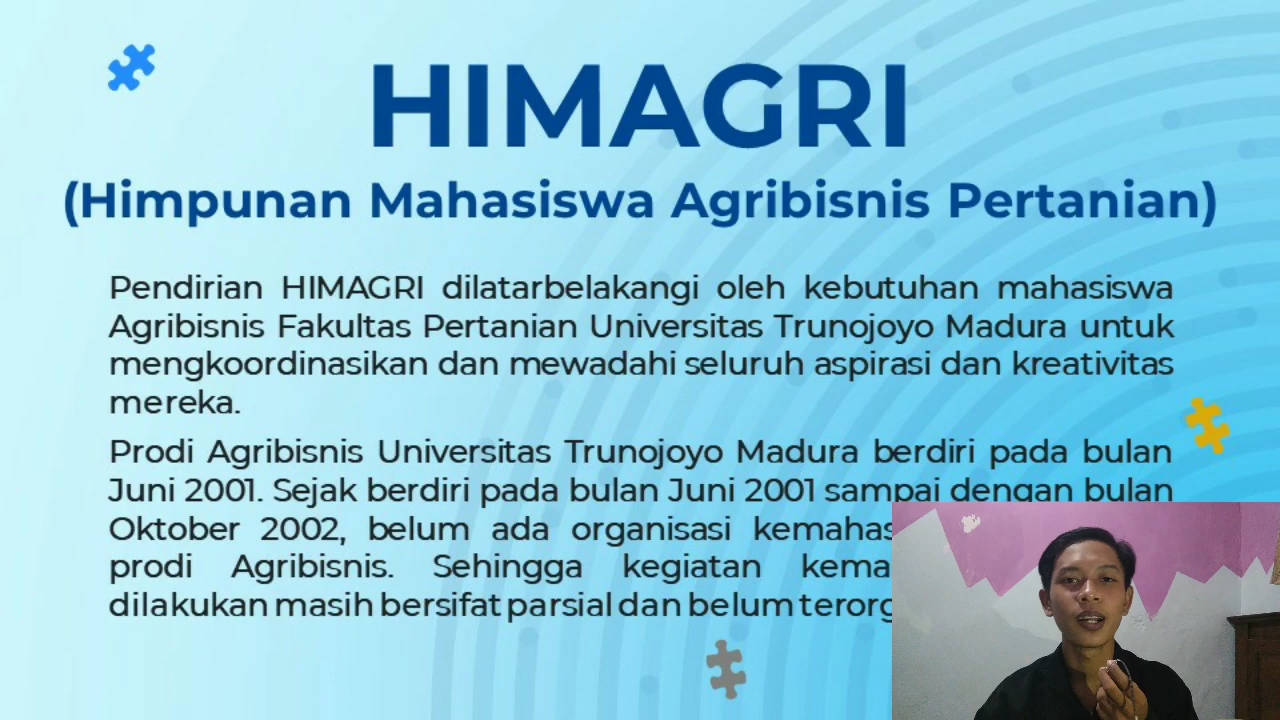 HIMAGRI
(Himpunan Mahasiswa Agribisnis Pertanian)
Pendirian HIMAGRI dilatarbelakangi oleh kebutuhan mahasiswa
Agribisnis Fakultas Pertanian Universitas Trunojoyo Madura untuk
mengkoordinasikan dan mewadahi seluruh aspirasi dan kreativitas
mereka.
Prodi Agribisnis Universitas Trunojoyo Madura berdiri pada bulan
Juni 2001. Sejak berdiri pada bulan Juni 2001 sampai dengan bulan
Oktober 2002, belum ada organisasi
prodi Agribisnis. Sehingga kegiatan
dilakukan masih bersifat parsial dan belum